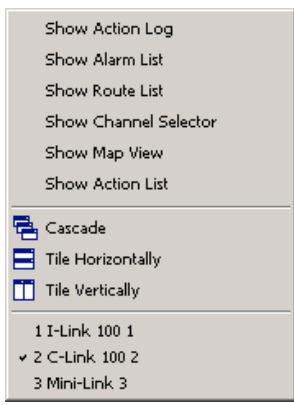 Show Action Log
Show Alarm List
Show Route List
Show Channel Selector
Show Map View
Show Action List
Cascade
Tile Horizontally
Tile Vertically
1 I-Link 100 1
2 C-Link 100 2
3 Mini-Link 3